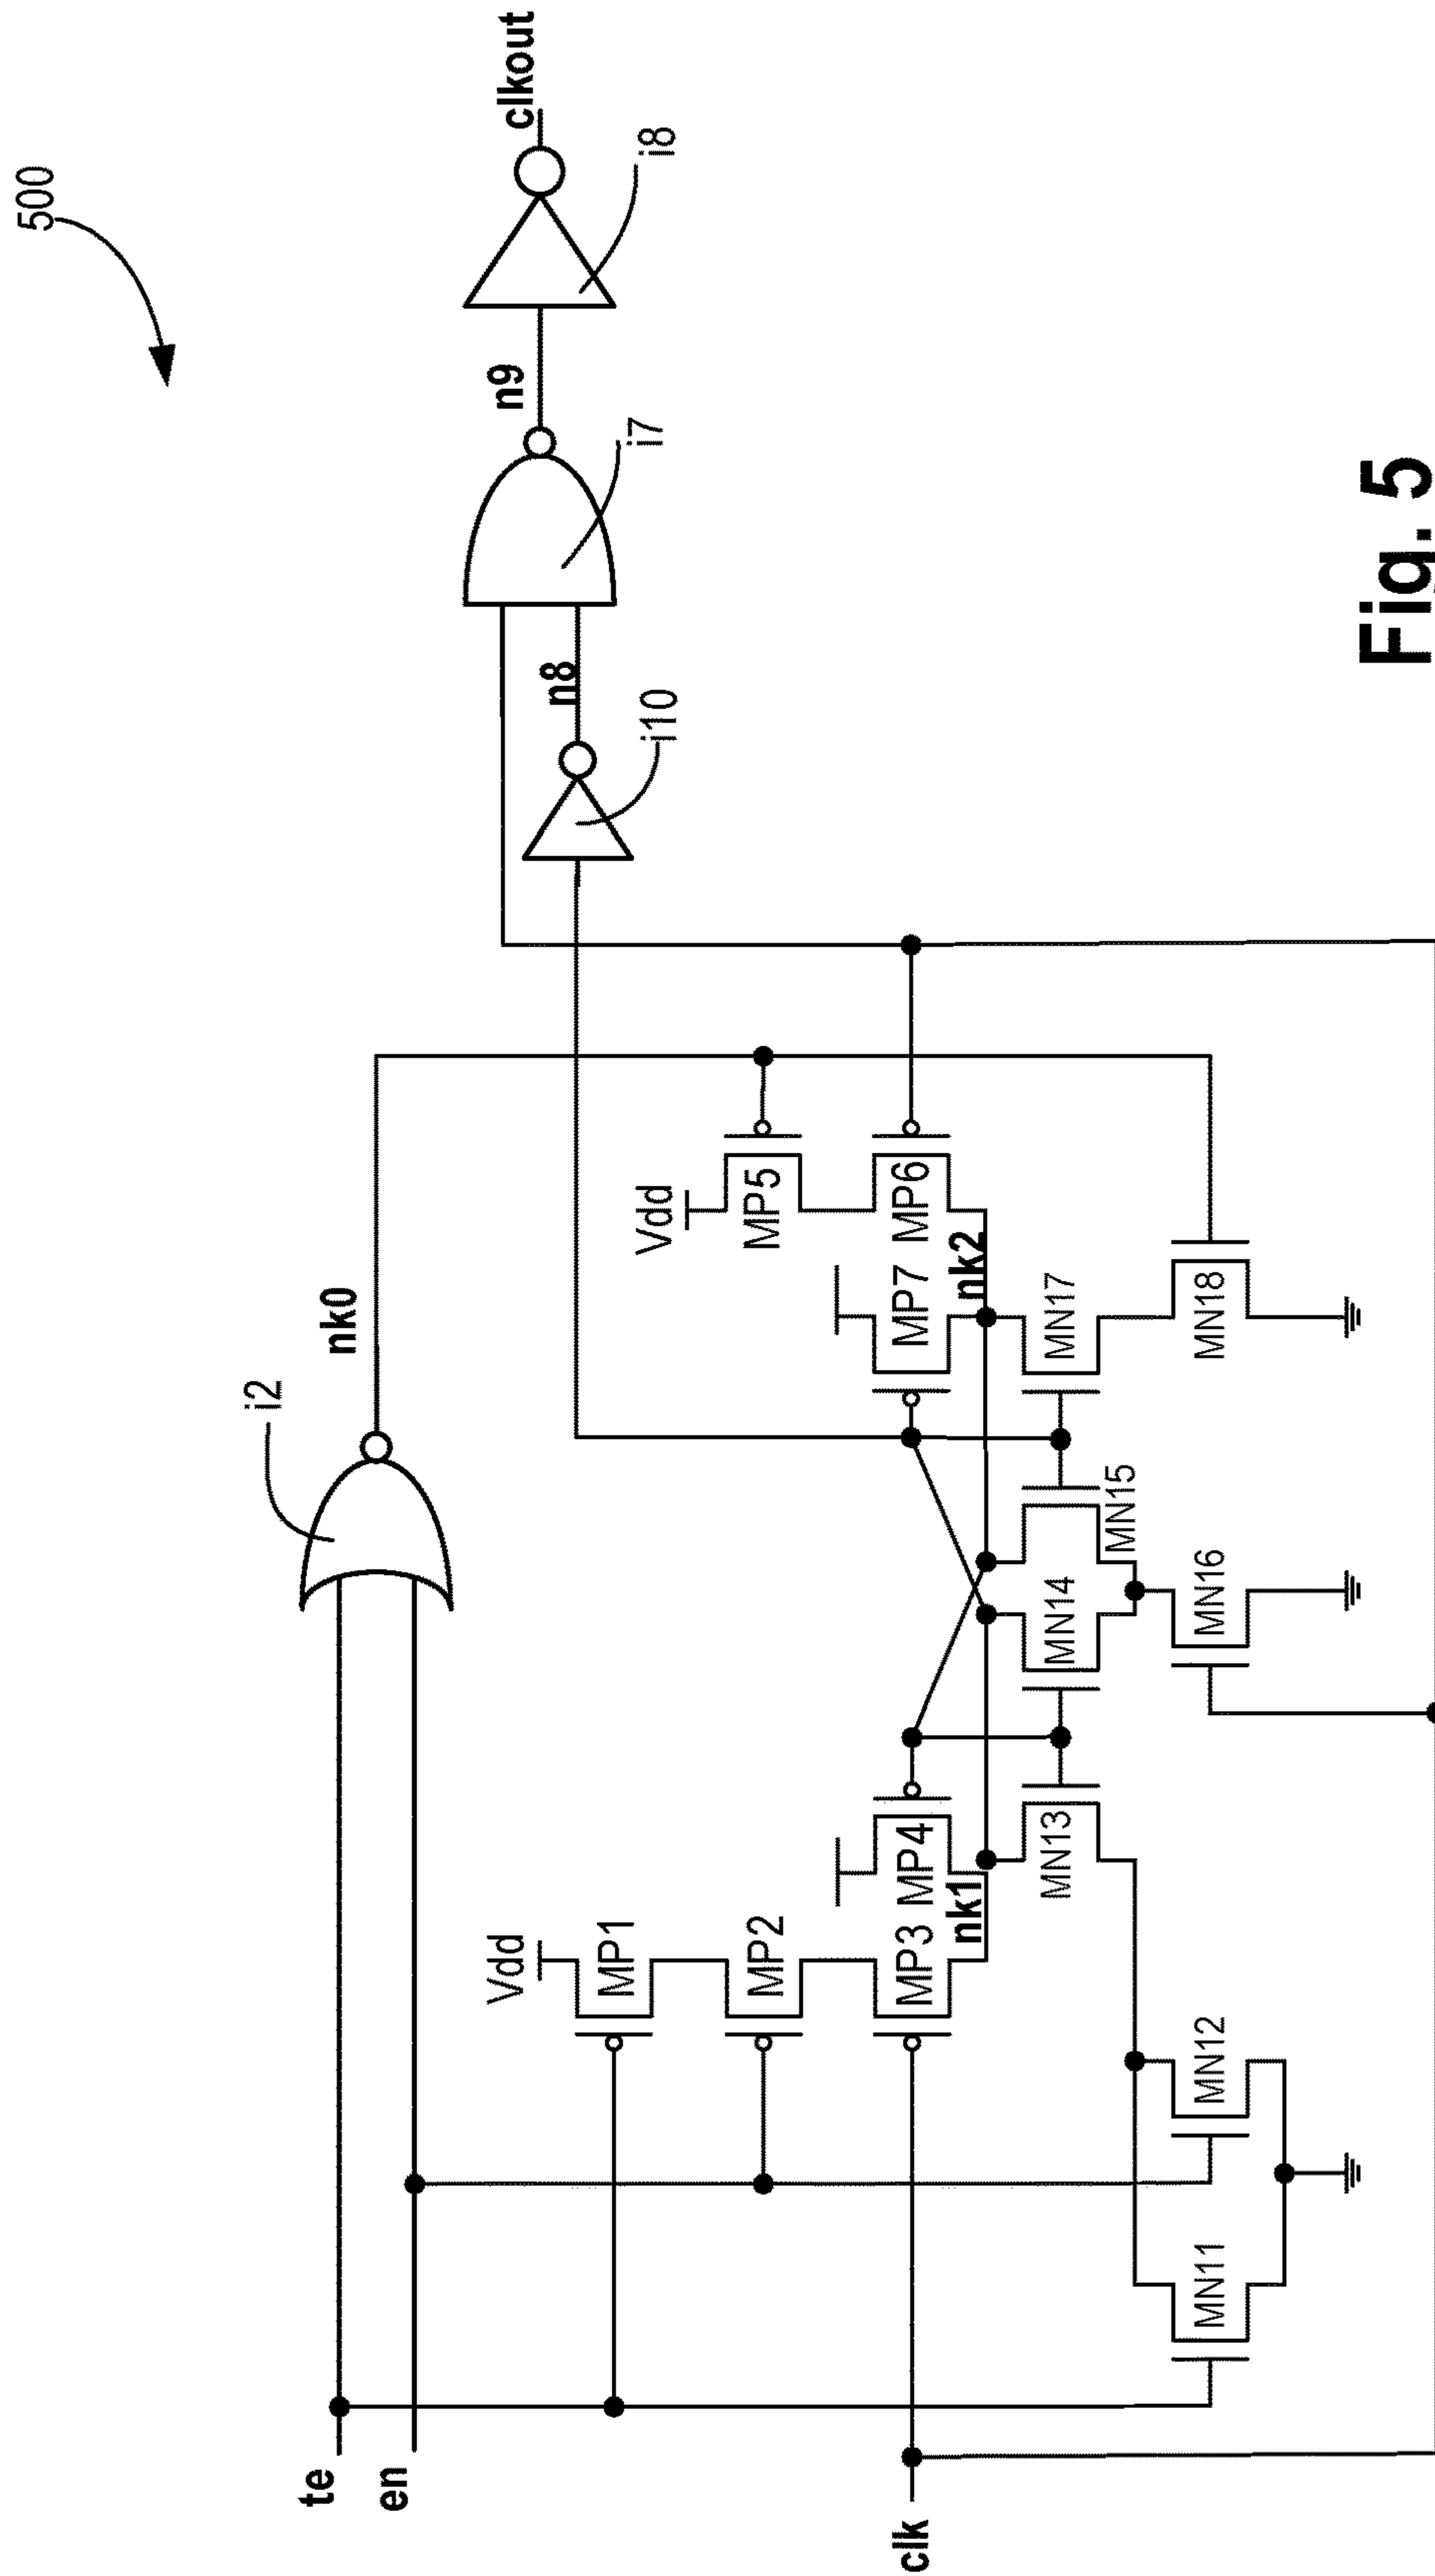 500
te
en
clk
i2
nk0
Vdd
MP1
MP2
MP3
MP4
nk1
Vdd
MP5
MP6
MP7
nk2
MN11
MN12
MN13
MN14
MN15
MN16
MN17
MN18
n8
i10
n9
i7
i8
clkout
Fig. 5